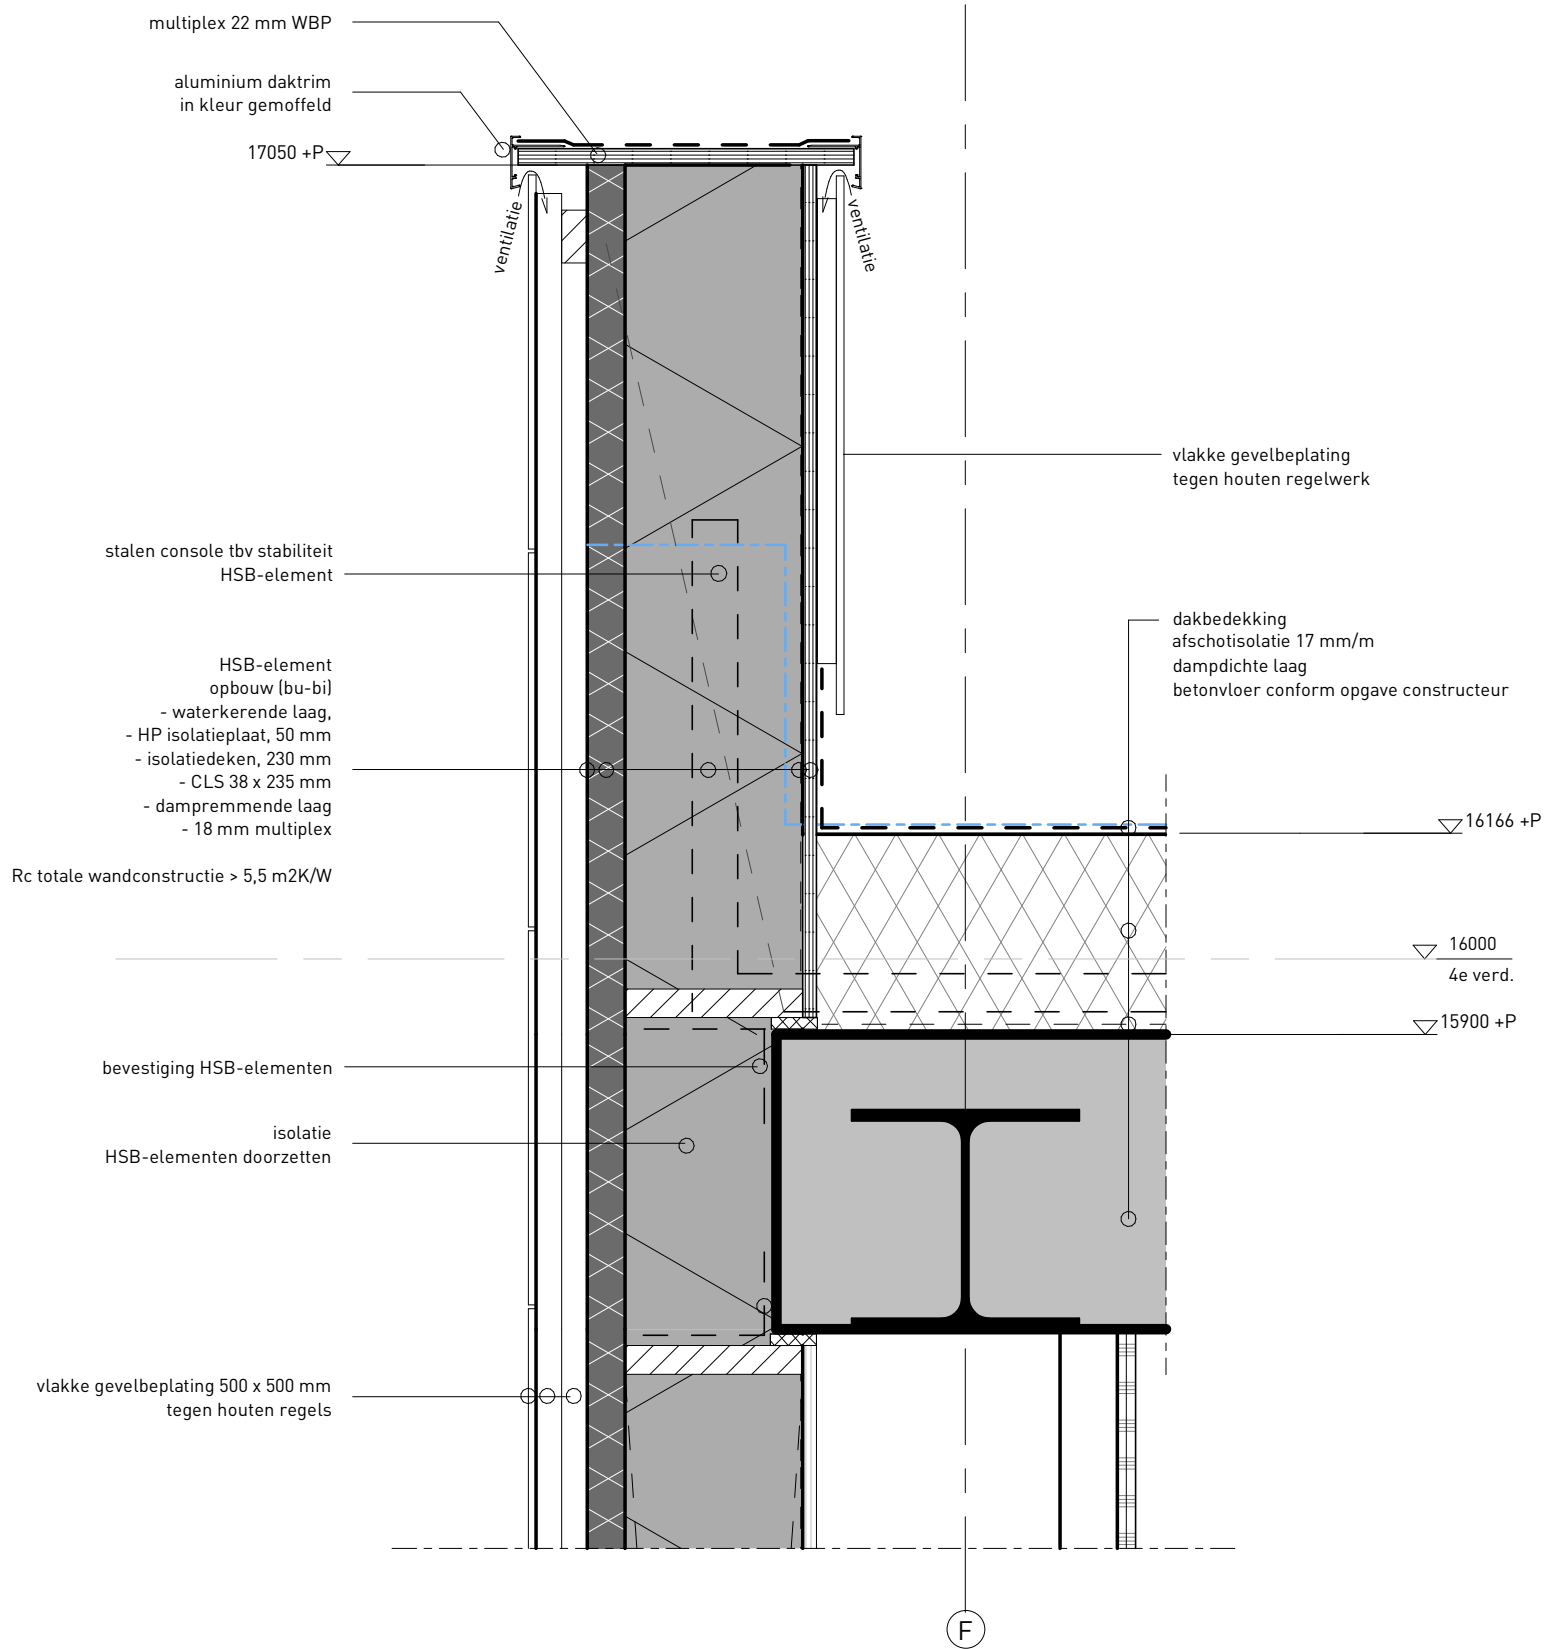 multiplex 22 mm WBP
aluminium daktrim
in kleur gemoffeld
17050 +P
ventilatie
ventilatie
vlakke gevelbeplating
tegen houten regelwerk
stalen console tbv stabiliteit
HSB-element
dakbedekking
afschotisolatie 17 mm/m
dampdichte laag
betonvloer conform opgave constructeur
HSB-element
opbouw (bu-bi)
- waterkerende laag,
- HP isolatieplaat, 50 mm
- isolatiedeken, 230 mm
- CLS 38 x 235 mm
- dampremmende laag
- 18 mm multiplex
Rc totale wandconstructie > 5,5 m2K/W
16166 +P
16000
4e verd.
15900 +P
bevestiging HSB-elementen
isolatie
HSB-elementen doorzetten
vlakke gevelbeplating 500 x 500 mm
tegen houten regels
F